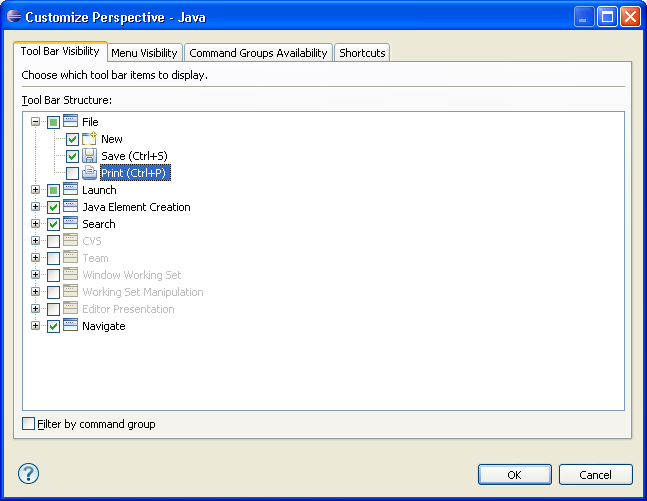 Customize Perspective - Java
Tool Bar Visibility Menu Visibility Command Groups Availability Shortcuts
Choose which tool bar items to display.
Tool Bar Structure:
File
New
Save (Ctrl+S)
Print (Ctrl+P)
Launch
Java Element Creation
Search
CVS
Team
Window Working Set
Working Set Manipulation
Editor Presentation
Navigate
Filter by command group
? OK Cancel